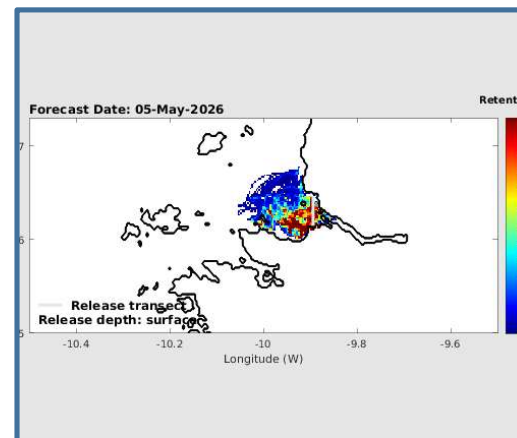 Retent
Forecast Date: 05-May-2026
7
6
Release transect
Release depth: surface
5
-10.4 -10.2 -10 -9.8 -9.6
Longitude (W)